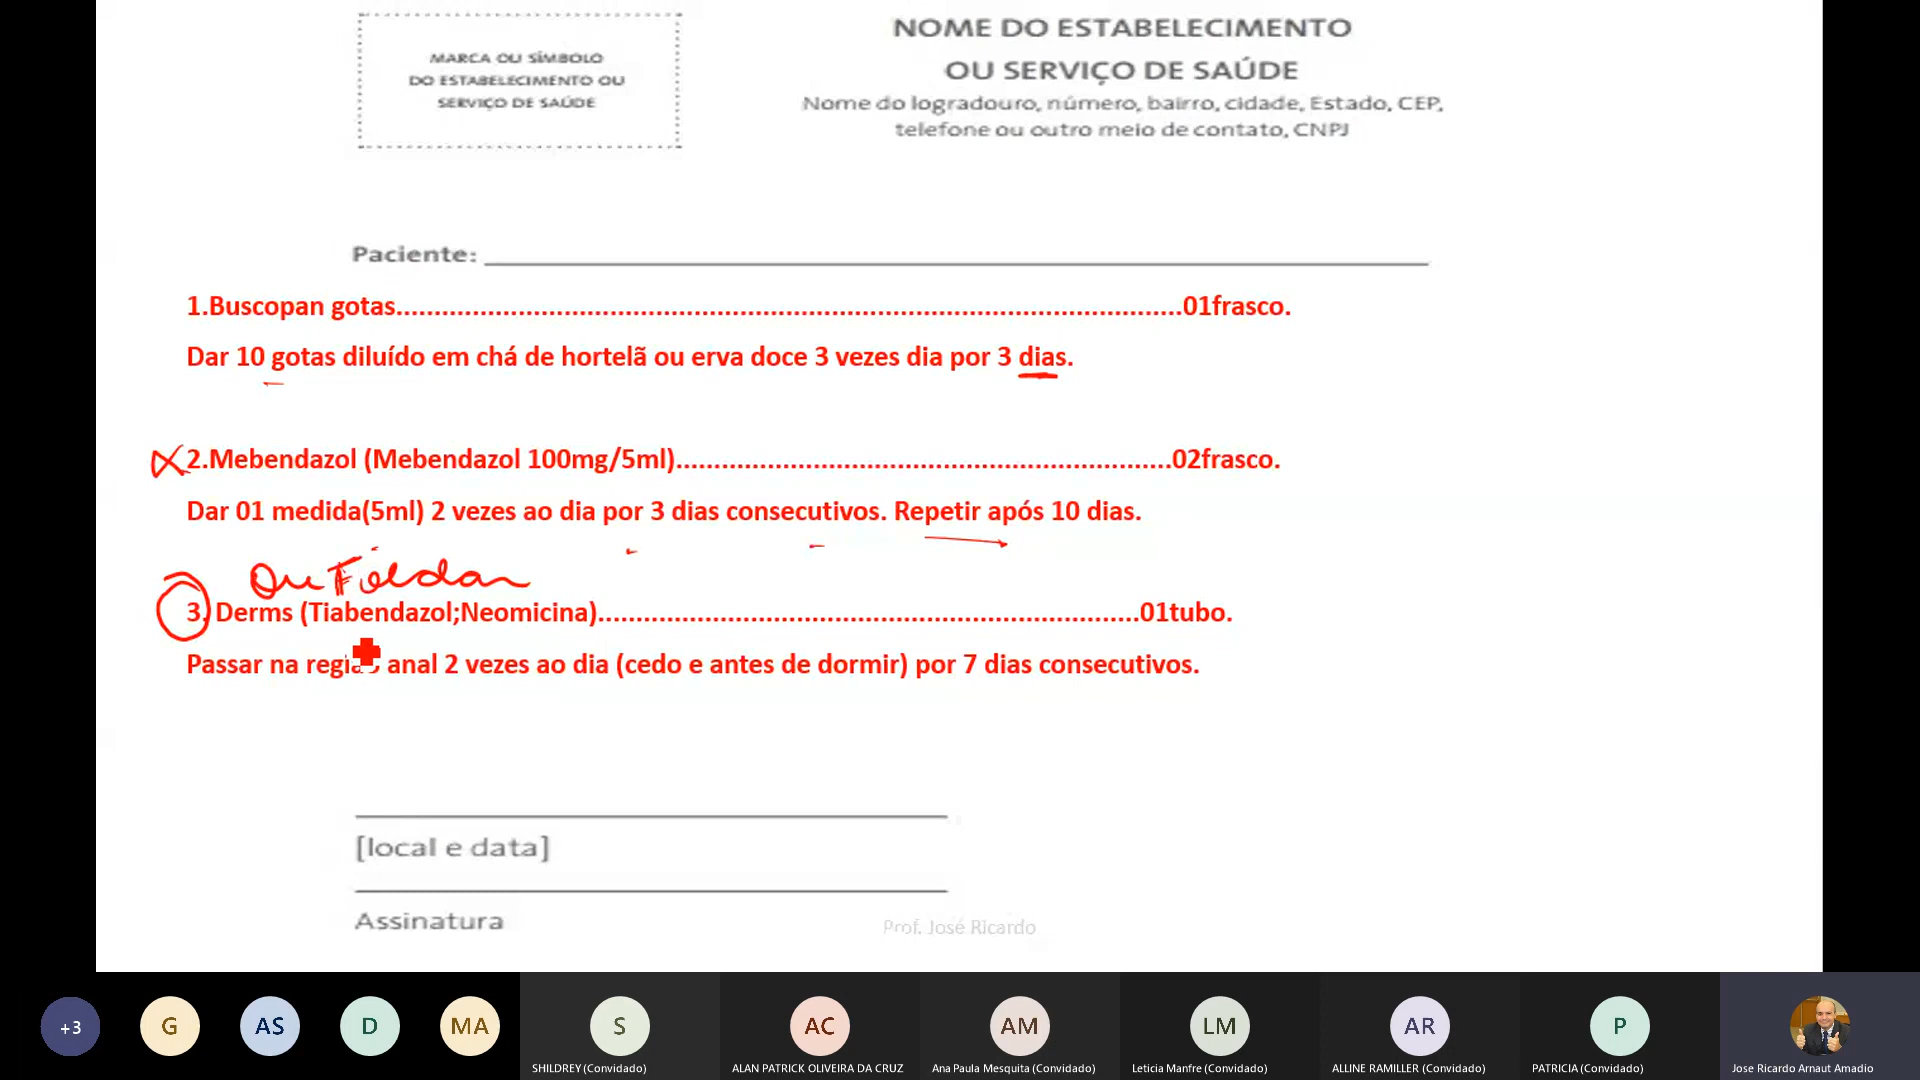 MARCA OU SÍMBOLO
DO ESTABELECIMENTO OU
SERVIÇO DE SAÚDE
NOME DO ESTABELECIMENTO
OU SERVIÇO DE SAÚDE
Nome do logradouro, número, bairro, cidade, Estado, CEP,
telefone ou outro meio de contato, CNPJ
Paciente:
1.Buscopan gotas....................................................................................................01frasco.
Dar 10 gotas diluído em chá de hortelã ou erva doce 3 vezes dia por 3 dias.
2.Mebendazol (Mebendazol 100mg/5ml)................................................................02frasco.
Dar 01 medida(5ml) 2 vezes ao dia por 3 dias consecutivos. Repetir após 10 dias.
Ou Foldan
3. Derms (Tiabendazol;Neomicina)......................................................................01tubo.
Passar na região anal 2 vezes ao dia (cedo e antes de dormir) por 7 dias consecutivos.
[local e data]
Assinatura
Prof. José Ricardo
+3
G
AS
D
MA
S
AC
AM
LM
AR
P
SHILDREY (Convidado)
ALAN PATRICK OLIVEIRA DA CRUZ
Ana Paula Mesquita (Convidado)
Leticia Manfre (Convidado)
ALLINE RAMILLER (Convidado)
PATRICIA (Convidado)
Jose Ricardo Arnaut Amadio